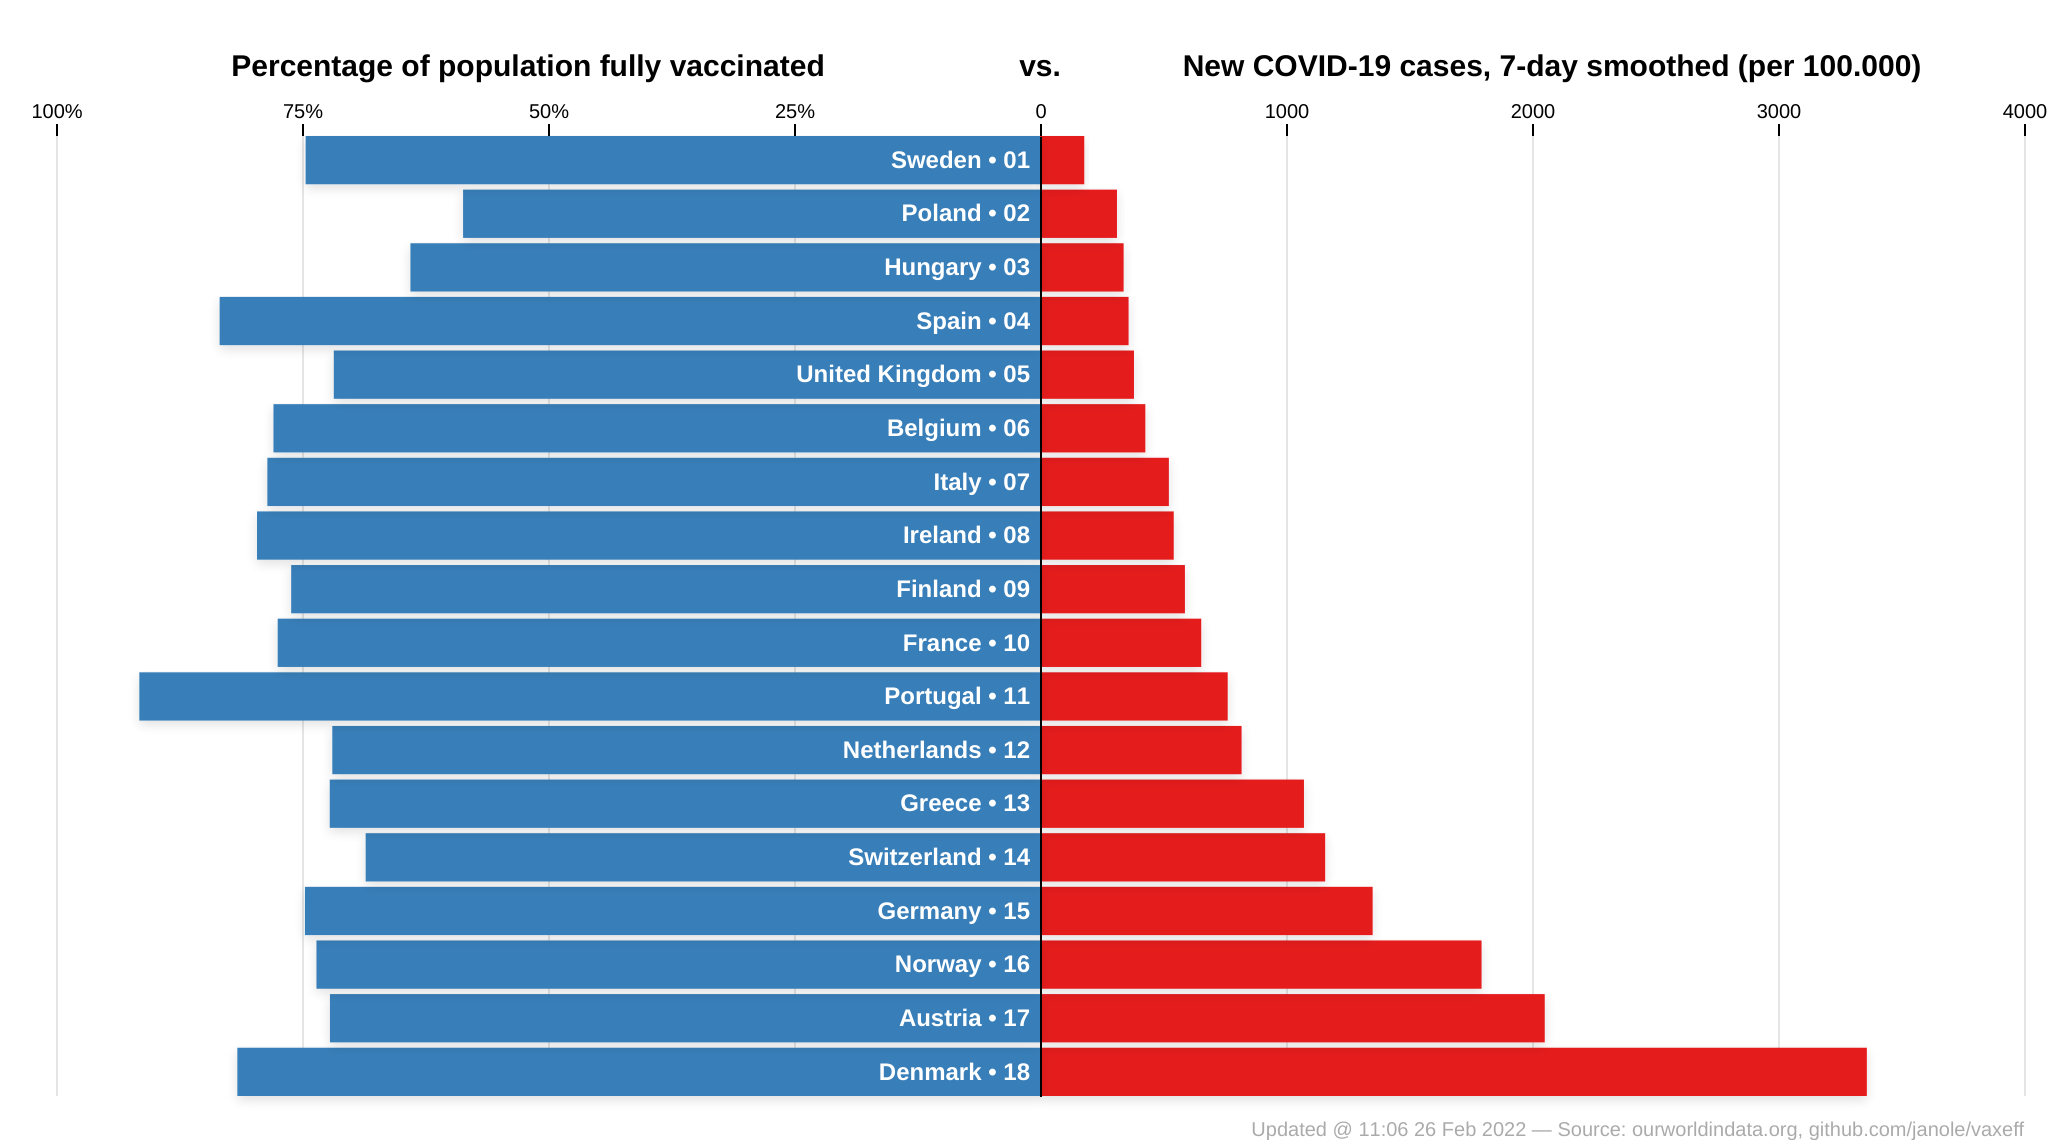 Percentage of population fully vaccinated vs. New COVID-19 cases, 7-day smoothed (per 100.000)
100% 75% 50% 25% 0 1000 2000 3000 4000
Sweden • 01
Poland • 02
Hungary • 03
Spain • 04
United Kingdom • 05
Belgium • 06
Italy • 07
Ireland • 08
Finland • 09
France • 10
Portugal • 11
Netherlands • 12
Greece • 13
Switzerland • 14
Germany • 15
Norway • 16
Austria • 17
Denmark • 18
Updated @ 11:06 26 Feb 2022 — Source: ourworldindata.org, github.com/janole/vaxeff